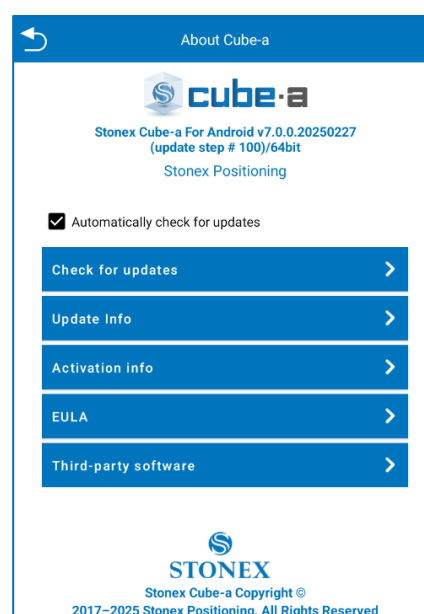 About Cube-a
cube-a
Stonex Cube-a For Android v7.0.0.20250227
(update step # 100)/64bit
Stonex Positioning
Automatically check for updates
Check for updates
Update Info
Activation info
EULA
Third-party software
STONEX
Stonex Cube-a Copyright ©
2017–2025 Stonex Positioning. All Rights Reserved